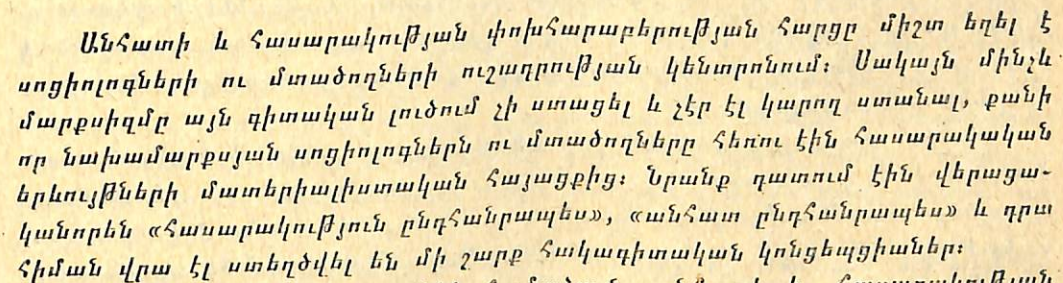 Անհատի և հասարակության փոխհարաբերության հարցը միշտ եղել է
սոցիոլոգների ու մտածողների ուշադրության կենտրոնում։ Սակայն մինչև
մարքսիզմը այն գիտական լուծում չի ստացել և չէր էլ կարող ստանալ, քանի
որ նախամարքսյան սոցիոլոգներն ու մտածողները հեռու էին հասարակական
երևույթների մատերիալիստական հայացքից։ Նրանք դատում էին վերացա-
կանորեն «հասարակություն ընդհանրապես», «անհատ ընդհանրապես» և դրա
հիման վրա էլ ստեղծվել են մի շարք հակագիտական կոնցեպցիաներ։
հասարակության